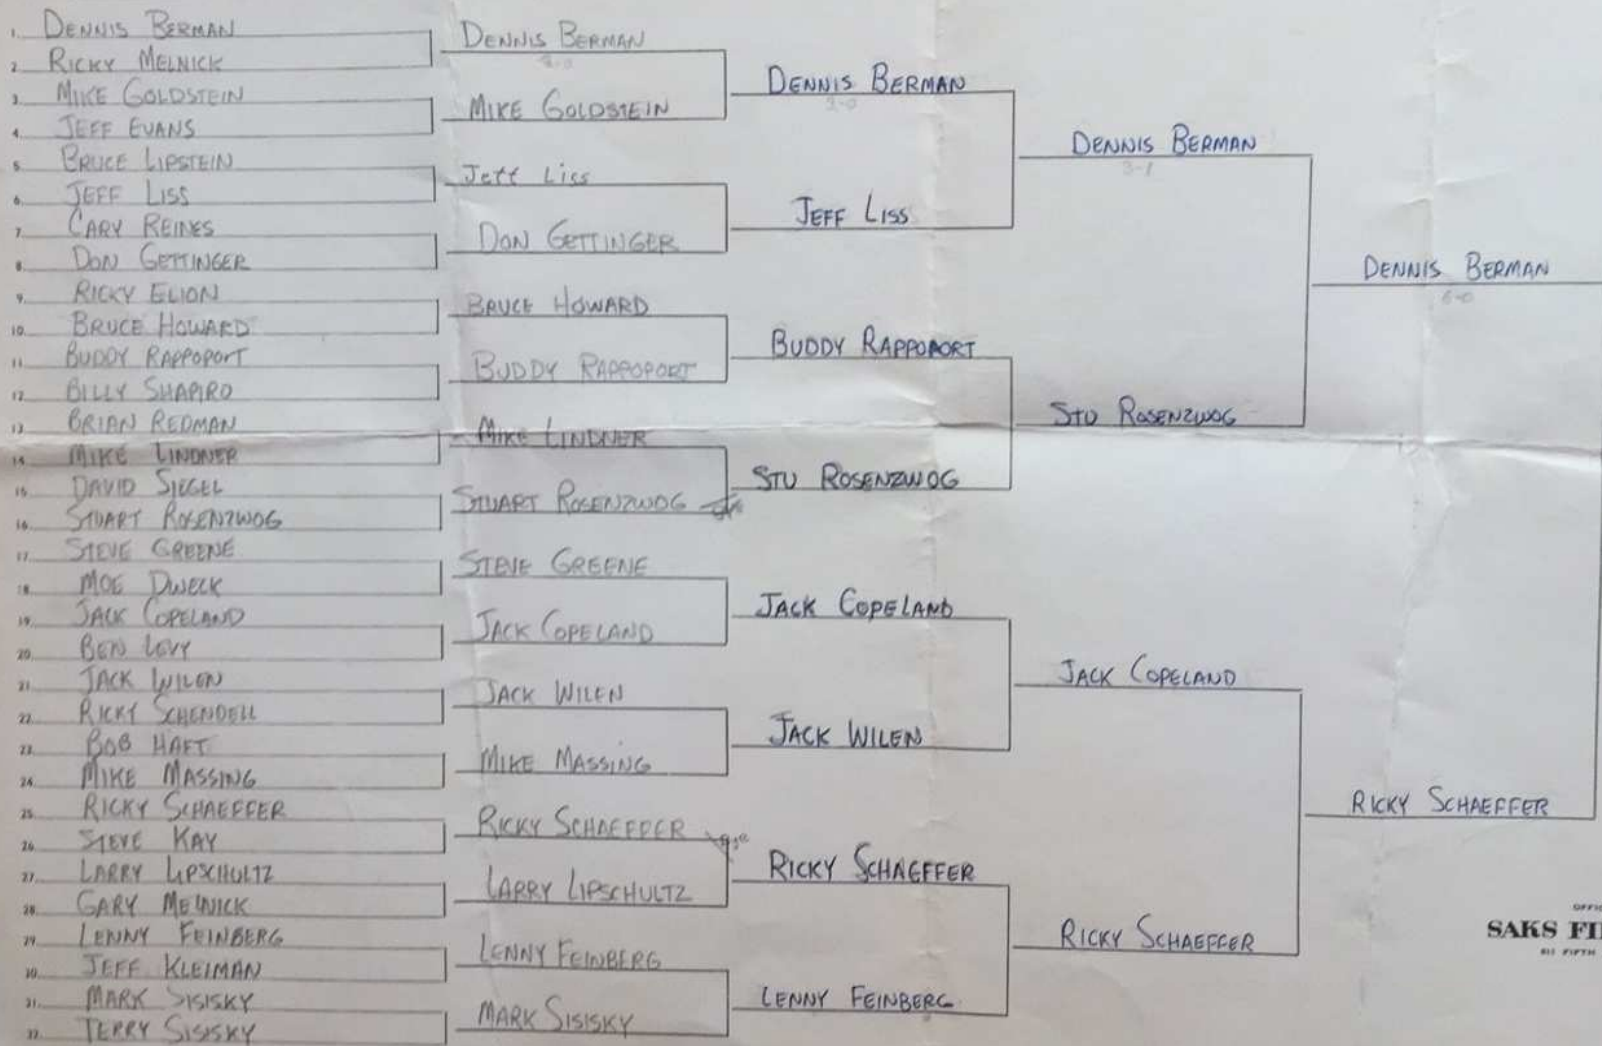 1. DENNIS BERMAN
2. RICKY MELNICK
3. MIKE GOLDSTEIN
4. JEFF EVANS
5. BRUCE LIPSTEIN
6. JEFF LISS
7. CARY REINES
8. DON GETTINGER
9. RICKY ELION
10. BRUCE HOWARD
11. BUDDY RAPPOPORT
12. BILLY SHAPIRO
13. BRIAN REDMAN
14. MIKE LINDNER
15. DAVID SIEGEL
16. STUART ROSENZWOG
17. STEVE GREENE
18. MOE DWECK
19. JACK COPELAND
20. BEN LEVY
21. JACK WILEN
22. RICKY SCHENDELL
23. BOB HAFT
24. MIKE MASSING
25. RICKY SCHAEFFER
26. STEVE KAY
27. LARRY LIPSCHULTZ
28. GARY MELNICK
29. LENNY FEINBERG
30. JEFF KLEIMAN
31. MARK SISISKY
32. TERRY SISISKY
DENNIS BERMAN
MIKE GOLDSTEIN
Jeff Liss
DON GETTINGER
BRUCE HOWARD
BUDDY RAPPOPORT
MIKE LINDNER
STUART ROSENZWOG
STEVE GREENE
JACK COPELAND
JACK WILEN
MIKE MASSING
RICKY SCHAEFFER
LARRY LIPSCHULTZ
LENNY FEINBERG
MARK SISISKY
DENNIS BERMAN
3-0
JEFF LISS
BUDDY RAPPOPORT
STU ROSENZWOG
JACK COPELAND
JACK WILEN
RICKY SCHAEFFER
LENNY FEINBERG
DENNIS BERMAN
3-1
STU ROSENZWOG
JACK COPELAND
RICKY SCHAEFFER
DENNIS BERMAN
6-0
RICKY SCHAEFFER
SAKS FI
FIFTH